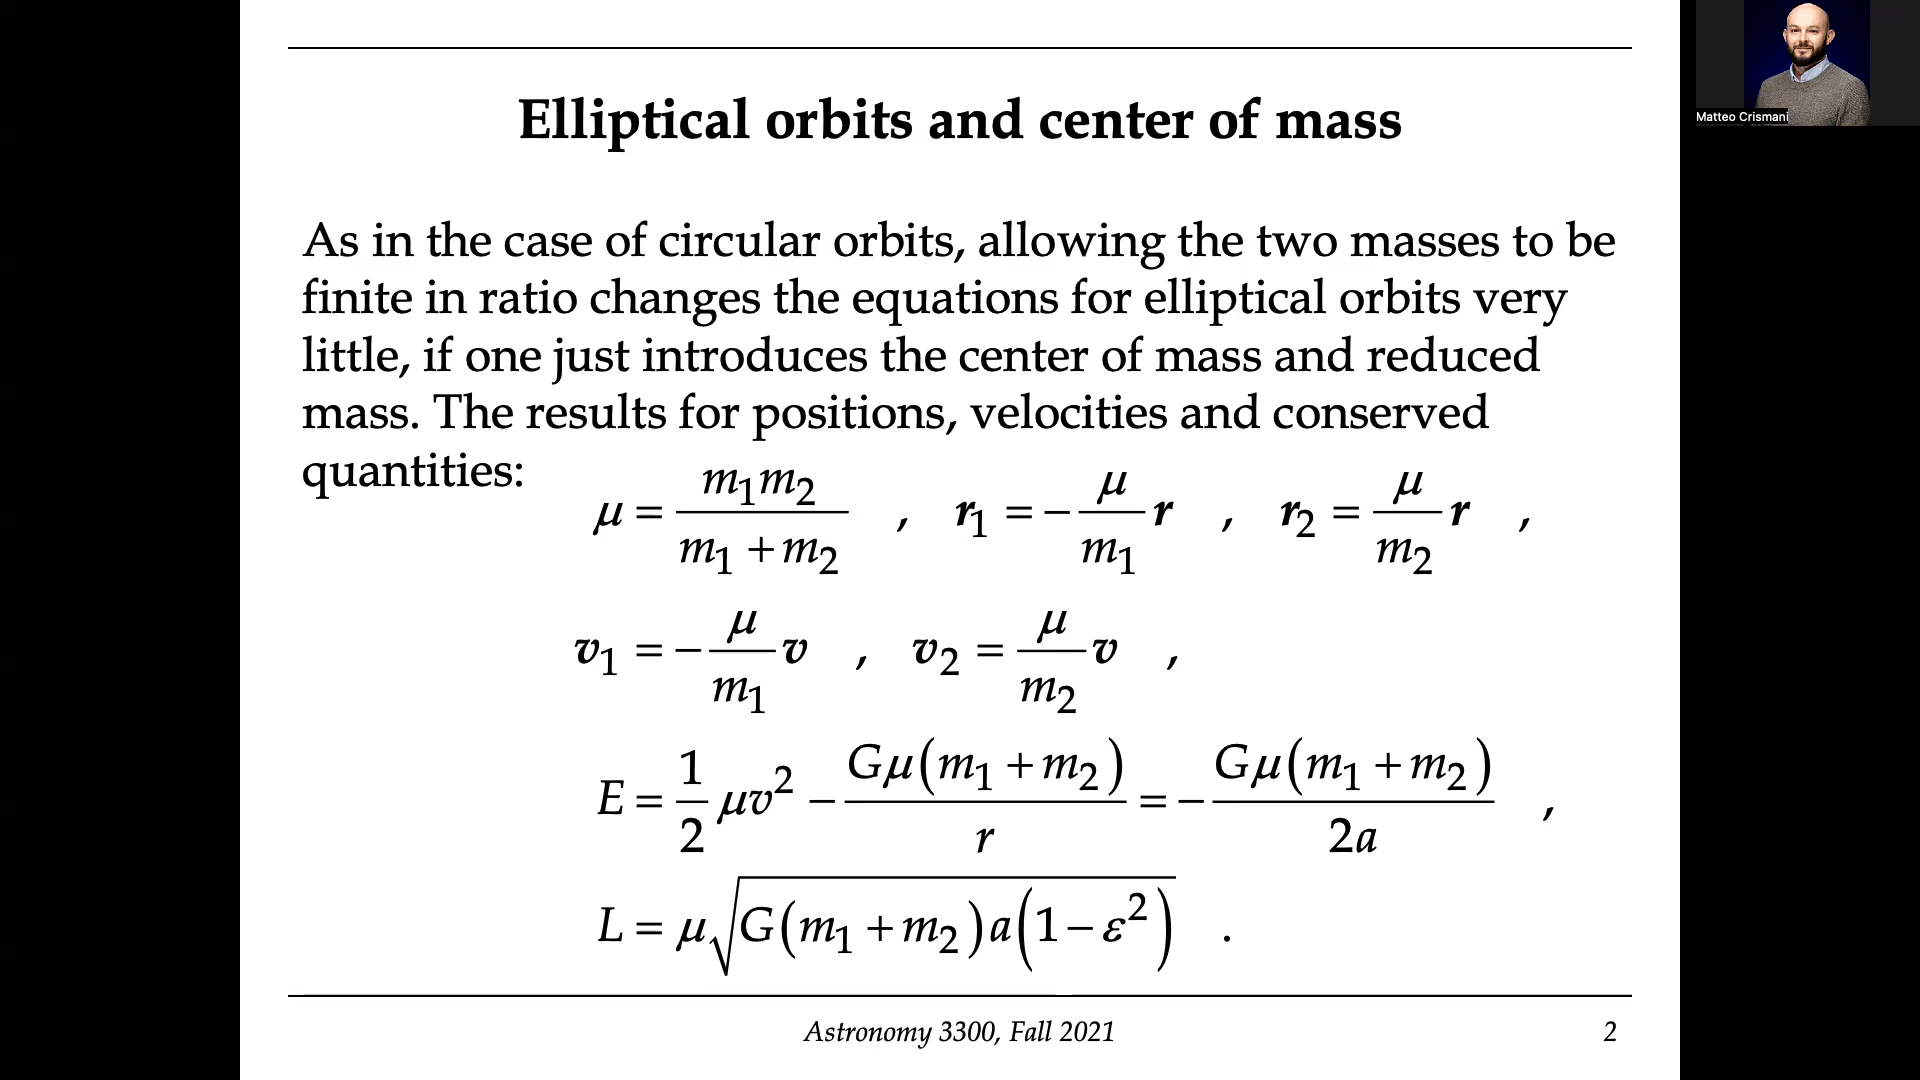 Elliptical orbits and center of mass
Matteo Crismani
As in the case of circular orbits, allowing the two masses to be
finite in ratio changes the equations for elliptical orbits very
little, if one just introduces the center of mass and reduced
mass. The results for positions, velocities and conserved
quantities:
μ = m₁m₂ / (m₁ + m₂) , r₁ = −(μ/m₁) r , r₂ = (μ/m₂) r ,
v₁ = −(μ/m₁) v , v₂ = (μ/m₂) v ,
E = (1/2) μv² − Gμ(m₁ + m₂)/r = − Gμ(m₁ + m₂)/2a ,
L = μ√(G(m₁ + m₂)a(1 − ε²)) .
Astronomy 3300, Fall 2021
2